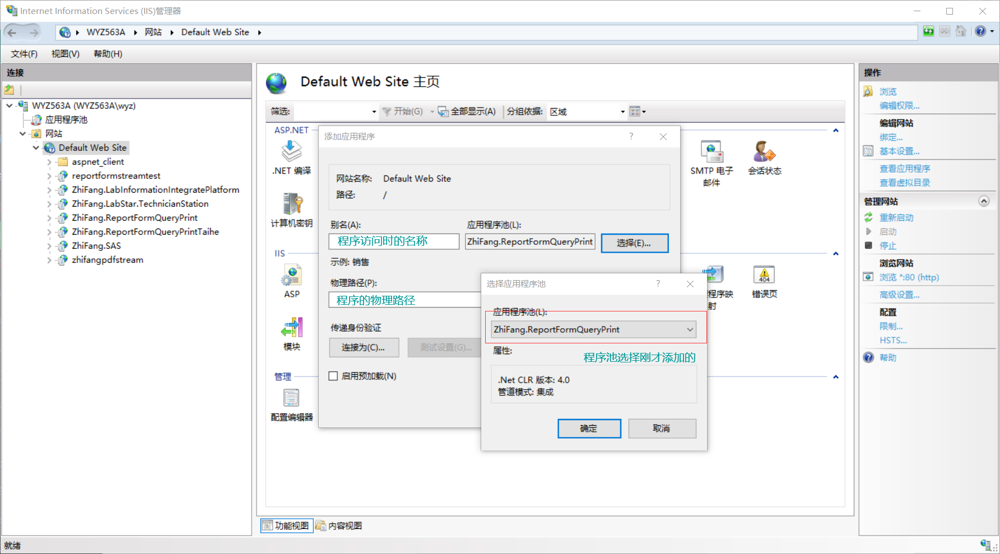 Internet Information Services (IIS)管理器
WYZ563A 网站 Default Web Site
文件(F) 视图(V) 帮助(H)
连接
WYZ563A (WYZ563A\wyz)
应用程序池
网站
Default Web Site
aspnet_client
reportformstreamtest
ZhiFang.LabInformationIntegratePlatform
ZhiFang.LabStar.TechnicianStation
ZhiFang.ReportFormQueryPrint
ZhiFang.ReportFormQueryPrintTaihe
ZhiFang.SAS
zhifangpdfstream
Default Web Site 主页
筛选: 开始(G) 全部显示(A) 分组依据: 区域
ASP.NET
.NET 编译
计算机密钥
SMTP 电子
邮件
会话状态
IIS
ASP
模块
程序映
射
404
错误页
管理
配置编辑器
添加应用程序 ?
网站名称: Default Web Site
路径: /
别名(A): 应用程序池(L):
程序访问时的名称 ZhiFang.ReportFormQueryPrint 选择(E)...
示例: 销售
物理路径(P):
程序的物理路径
传递身份验证
连接为(C)... 测试设置(G)...
启用预加载(N)
选择应用程序池 ?
应用程序池(L):
ZhiFang.ReportFormQueryPrint
属性:
程序池选择刚才添加的
.Net CLR 版本: 4.0
管道模式: 集成
确定 取消
功能视图 内容视图
操作
浏览
编辑权限...
编辑网站
绑定...
基本设置...
查看应用程序
查看虚拟目录
管理网站
重新启动
启动
停止
浏览网站
浏览 *:80 (http)
高级设置...
配置
限制...
HSTS...
帮助
就绪